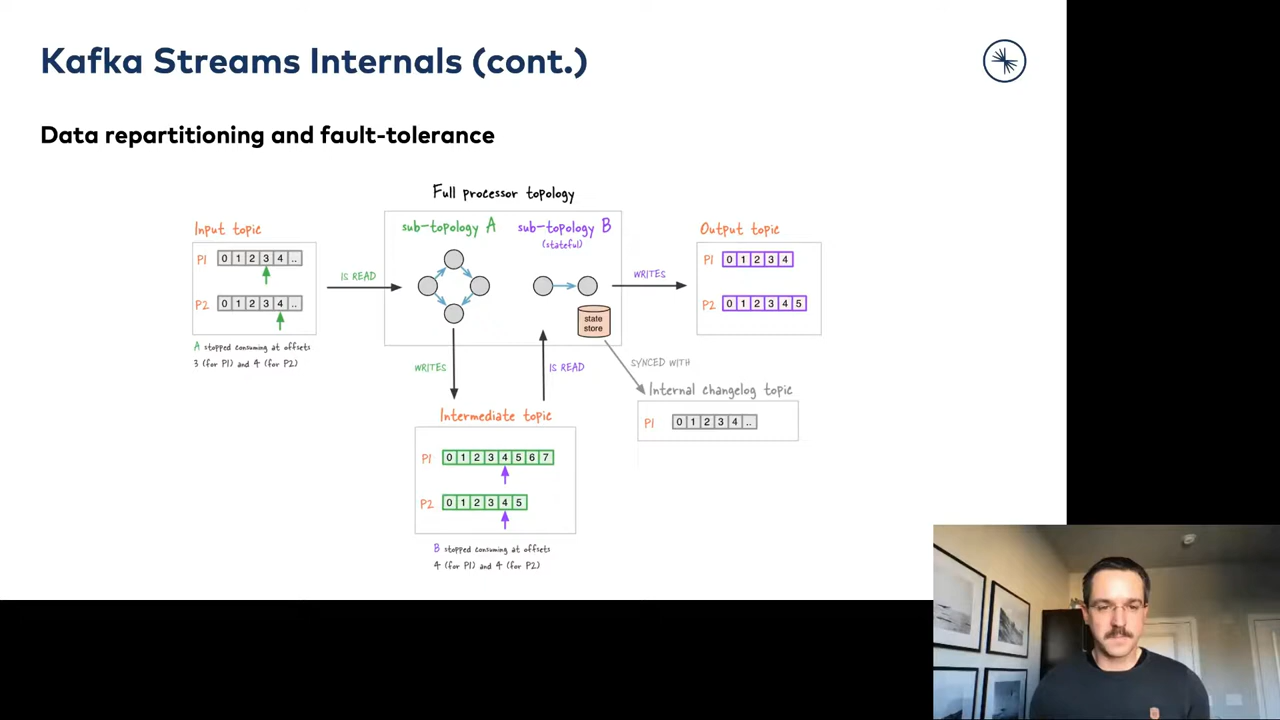 Kafka Streams Internals (cont.)
Data repartitioning and fault-tolerance
Full processor topology
Input topic
P1 0 1 2 3 4 ..
P2 0 1 2 3 4 ..
A stopped consuming at offsets
3 (for P1) and 4 (for P2)
IS READ
sub-topology A
sub-topology B
(stateful)
state
store
WRITES
Output topic
P1 0 1 2 3 4
P2 0 1 2 3 4 5
WRITES
IS READ
SYNCED WITH
Internal changelog topic
P1 0 1 2 3 4 ..
Intermediate topic
P1 0 1 2 3 4 5 6 7
P2 0 1 2 3 4 5
B stopped consuming at offsets
4 (for P1) and 4 (for P2)